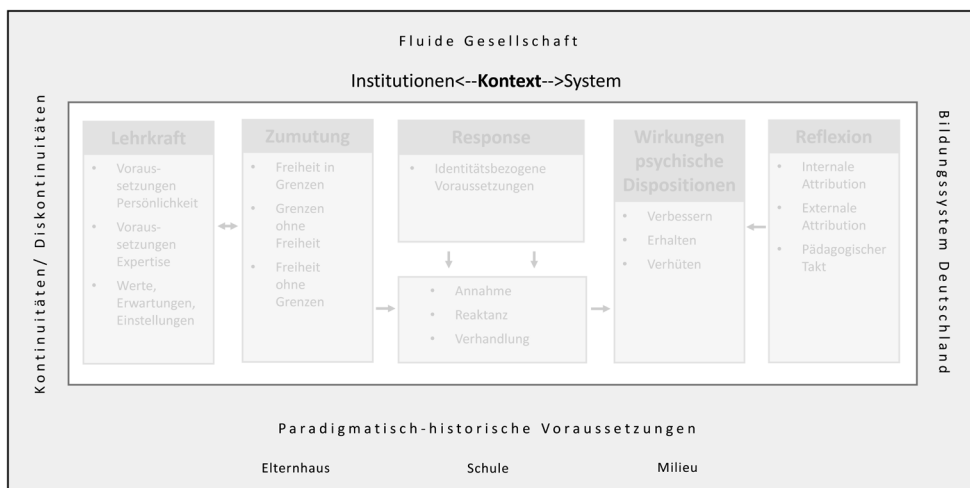 Fluide Gesellschaft
Institutionen<--Kontext-->System
Kontinuitäten/ Diskontinuitäten
Lehrkraft
• Voraus-
setzungen
Persönlichkeit
• Voraus-
setzungen
Expertise
• Werte,
Erwartungen,
Einstellungen
Zumutung
• Freiheit in
Grenzen
• Grenzen
ohne
Freiheit
• Freiheit
ohne
Grenzen
Response
• Identitätsbezogene
Voraussetzungen
• Annahme
• Reaktanz
• Verhandlung
Wirkungen
psychische
Dispositionen
• Verbessern
• Erhalten
• Verhüten
Reflexion
• Internale
Attribution
• Externale
Attribution
• Pädagogischer
Takt
Bildungssystem Deutschland
Paradigmatisch-historische Voraussetzungen
Elternhaus Schule Milieu